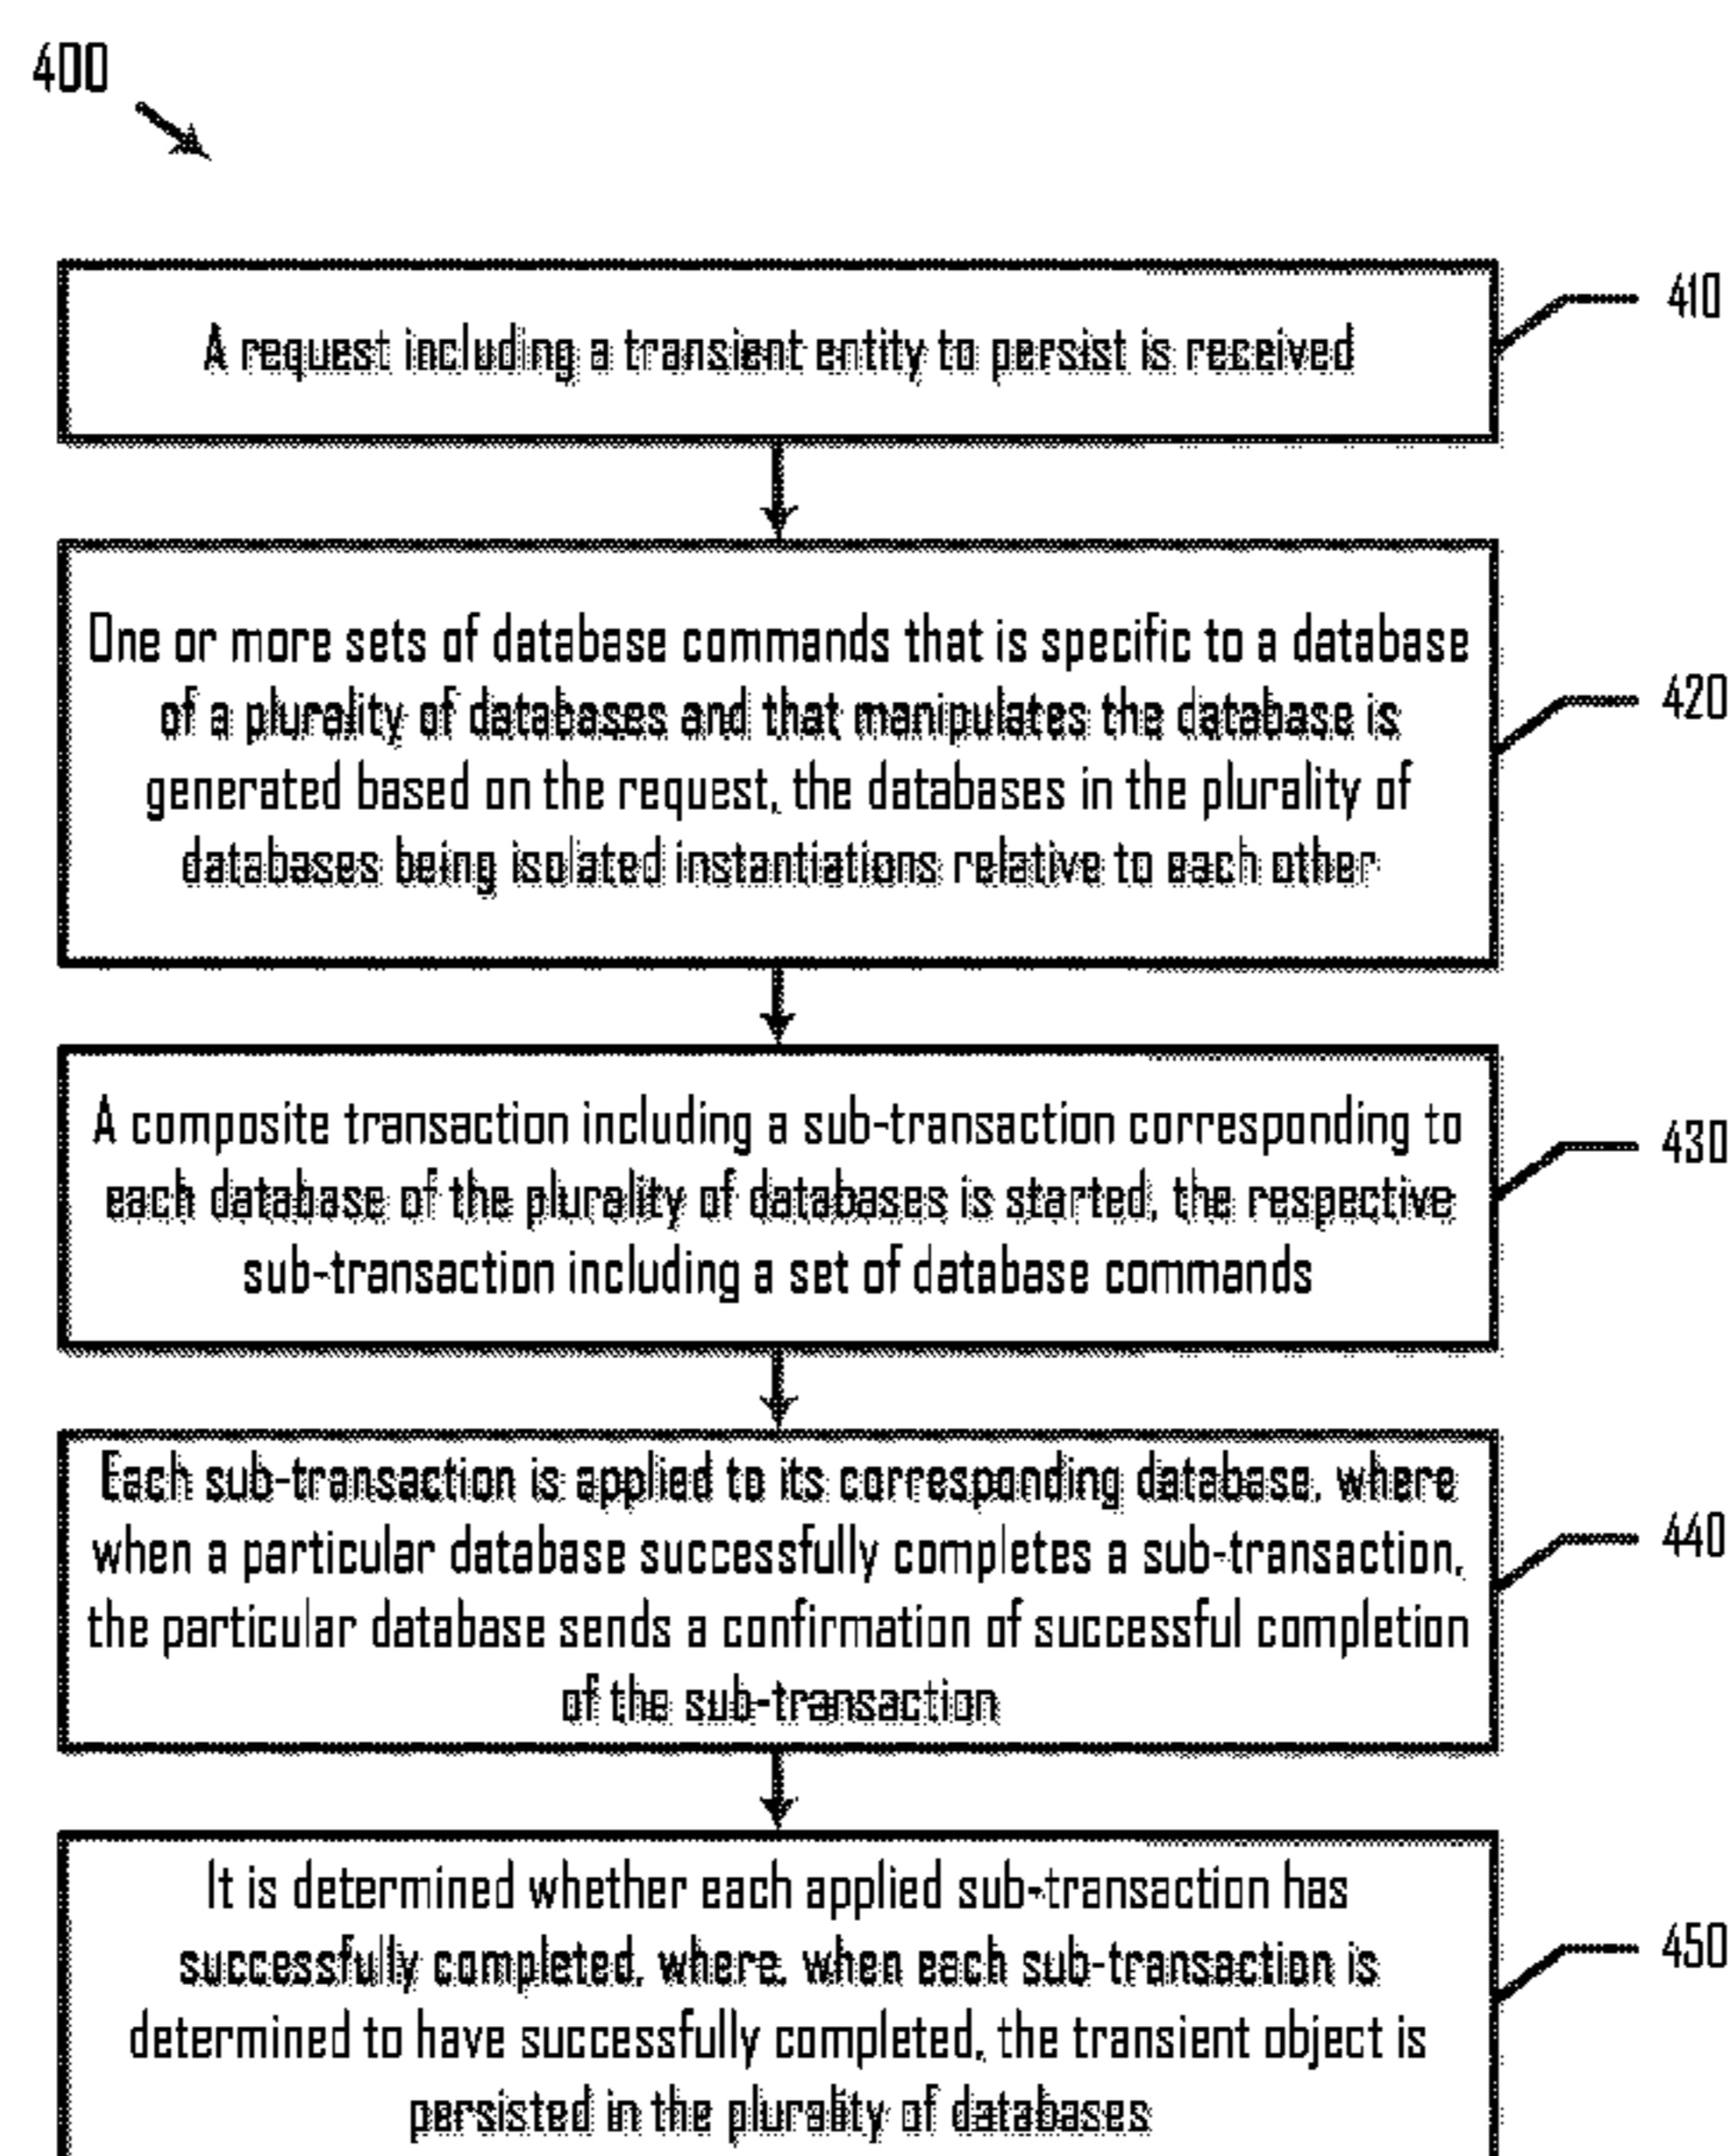 400
A request including a transient entity to persist is received
410
One or more sets of database commands that is specific to a database
of a plurality of databases and that manipulates the database is
generated based on the request, the databases in the plurality of
databases being isolated instantiations relative to each other
420
A composite transaction including a sub-transaction corresponding to
each database of the plurality of databases is started, the respective
sub-transaction including a set of database commands
430
Each sub-transaction is applied to its corresponding database, where
when a particular database successfully completes a sub-transaction,
the particular database sends a confirmation of successful completion
of the sub-transaction
440
It is determined whether each applied sub-transaction has
successfully completed, where, when each sub-transaction is
determined to have successfully completed, the transient object is
persisted in the plurality of databases
450